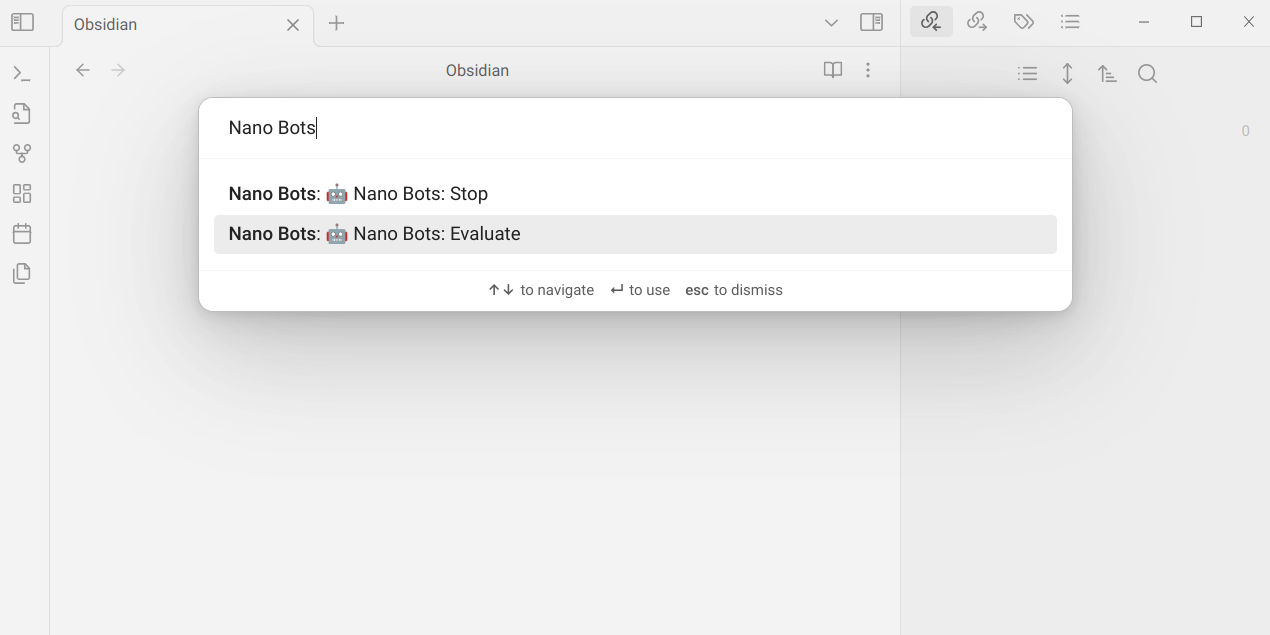 Obsidian
Obsidian
Nano Bots
Nano Bots: 🤖 Nano Bots: Stop
Nano Bots: 🤖 Nano Bots: Evaluate
↑↓ to navigate ↵ to use esc to dismiss
0